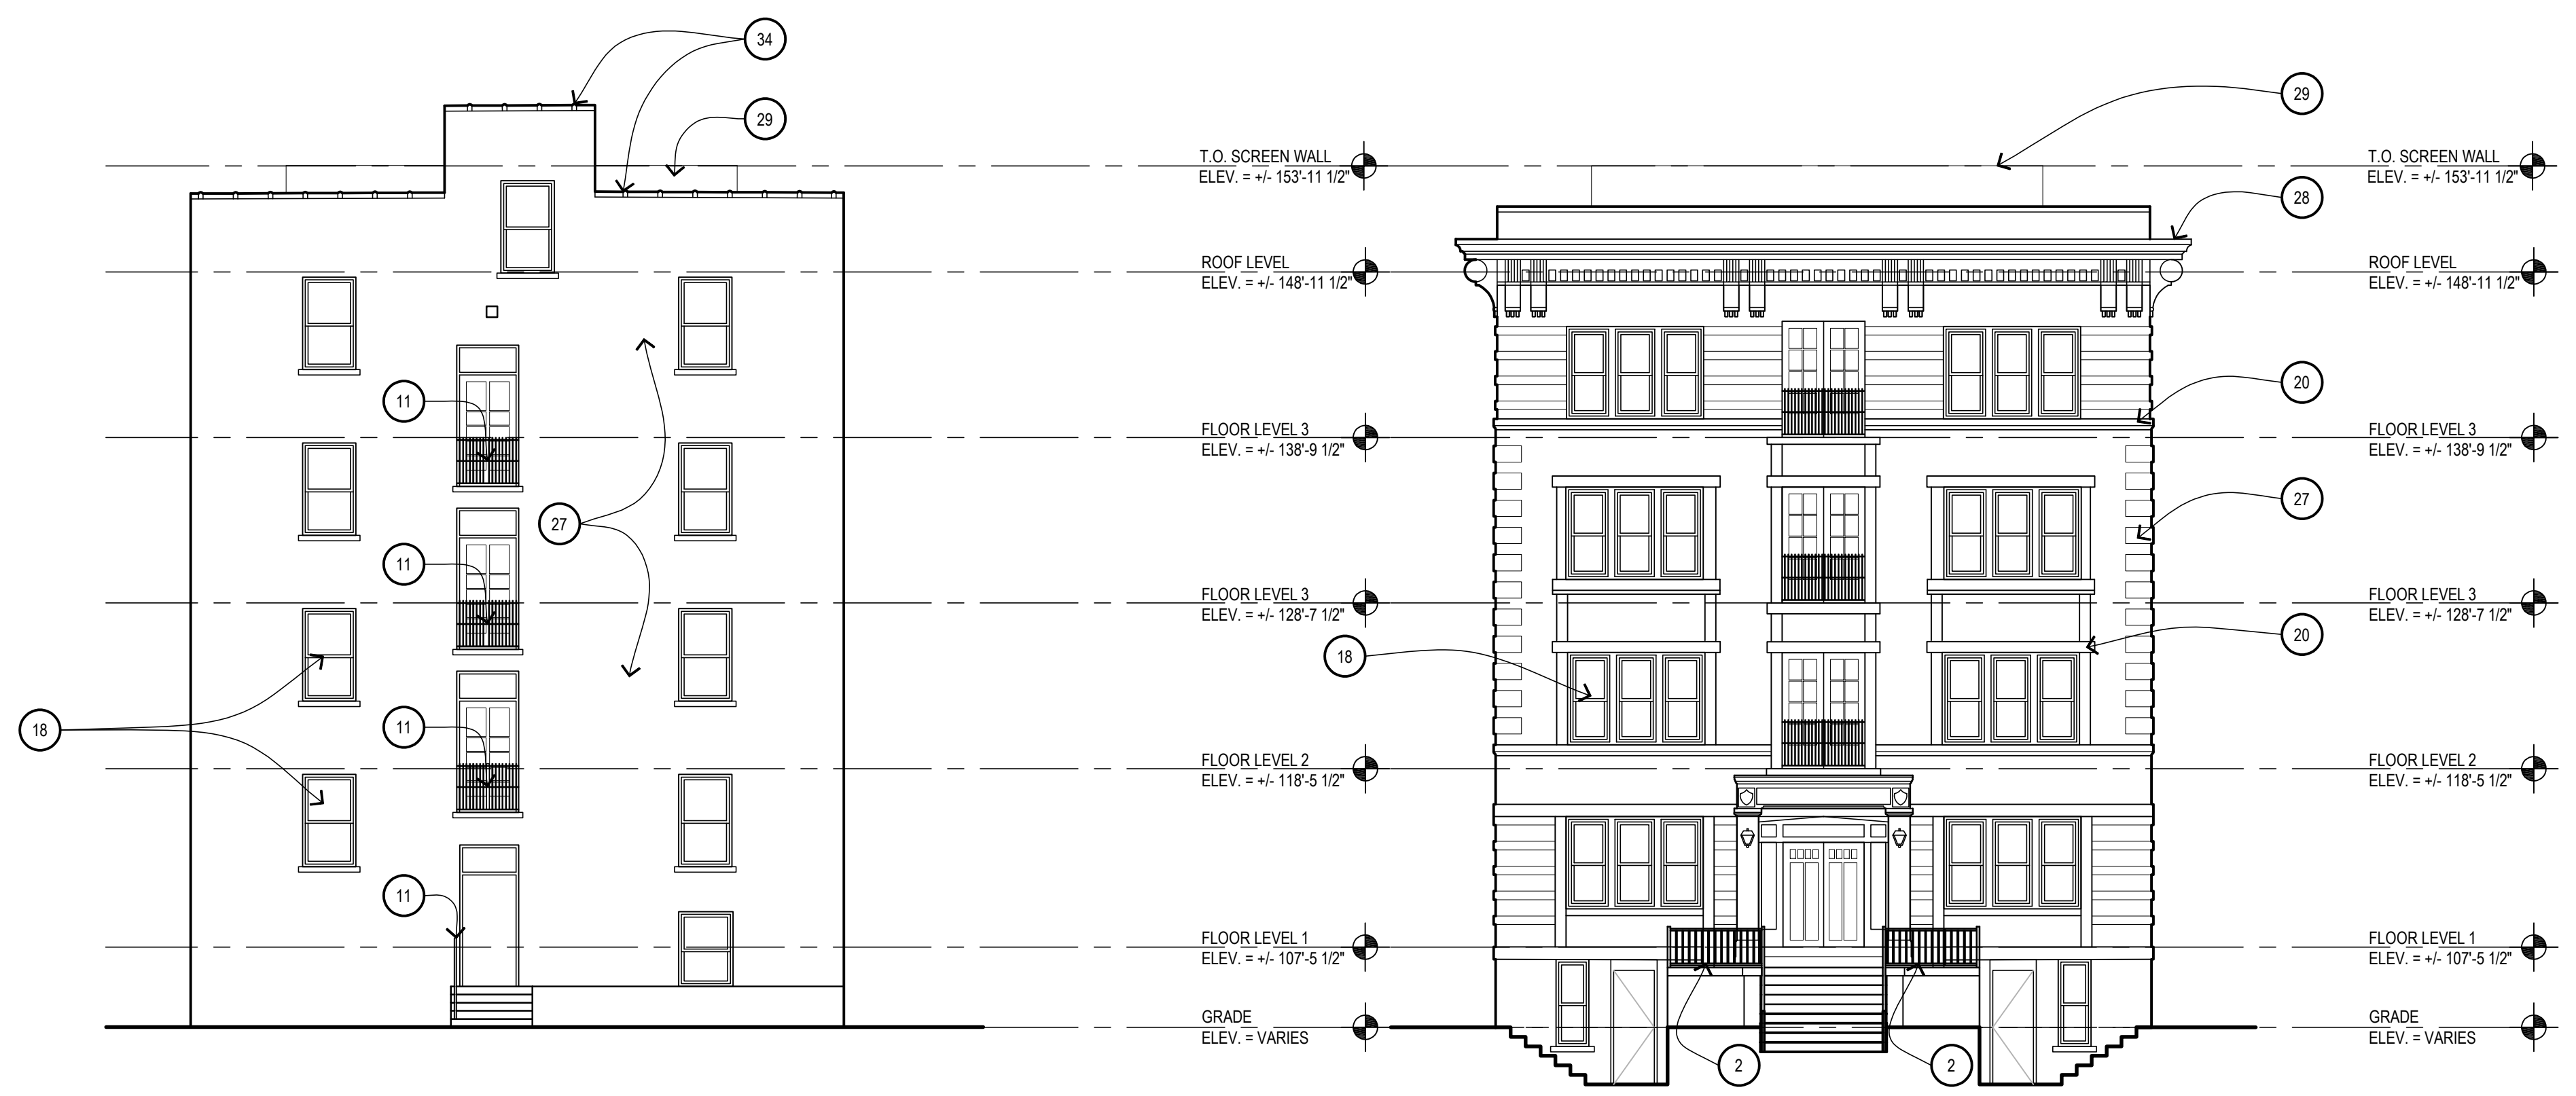 34
29
29
T.O. SCREEN WALL
ELEV. = +/- 153'-11 1/2"
T.O. SCREEN WALL
ELEV. = +/- 153'-11 1/2"
28
ROOF LEVEL
ELEV. = +/- 148'-11 1/2"
ROOF LEVEL
ELEV. = +/- 148'-11 1/2"
20
11
FLOOR LEVEL 3
ELEV. = +/- 138'-9 1/2"
FLOOR LEVEL 3
ELEV. = +/- 138'-9 1/2"
27
27
11
FLOOR LEVEL 3
ELEV. = +/- 128'-7 1/2"
FLOOR LEVEL 3
ELEV. = +/- 128'-7 1/2"
20
18
18
11
FLOOR LEVEL 2
ELEV. = +/- 118'-5 1/2"
FLOOR LEVEL 2
ELEV. = +/- 118'-5 1/2"
11
FLOOR LEVEL 1
ELEV. = +/- 107'-5 1/2"
FLOOR LEVEL 1
ELEV. = +/- 107'-5 1/2"
GRADE
ELEV. = VARIES
GRADE
ELEV. = VARIES
2
2